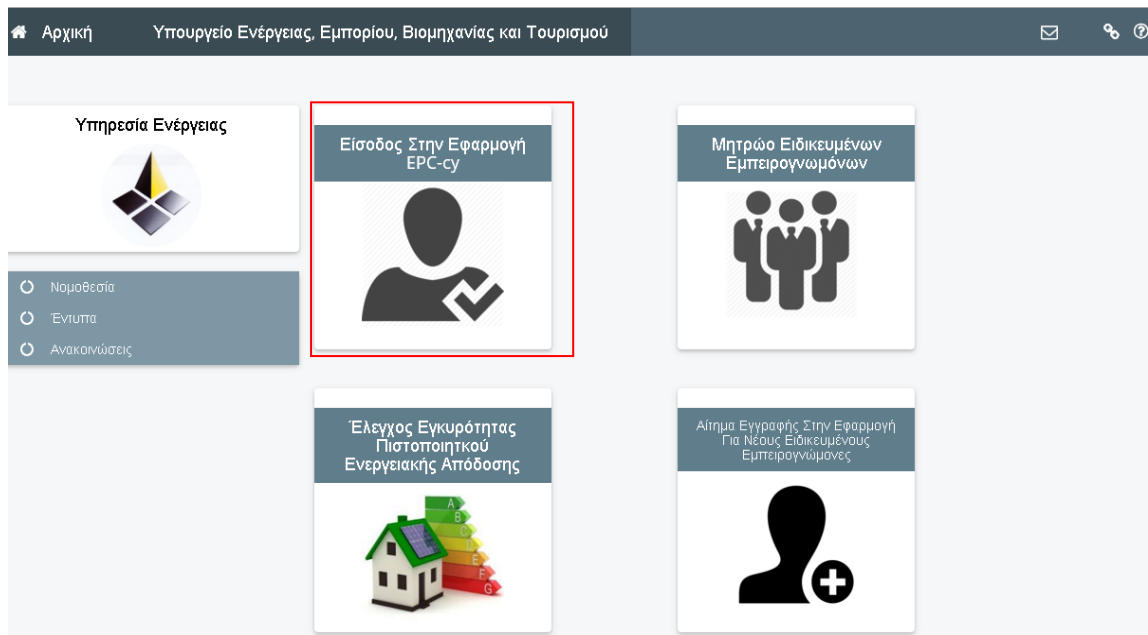 Αρχική
Υπουργείο Ενέργειας, Εμπορίου, Βιομηχανίας και Τουρισμού
Υπηρεσία Ενέργειας
Νομοθεσία
Έντυπα
Ανακοινώσεις
Είσοδος Στην Εφαρμογή
EPC-cy
Μητρώο Ειδικευμένων
Εμπειρογνωμόνων
Έλεγχος Εγκυρότητας
Πιστοποιητκού
Ενεργειακής Απόδοσης
A
B
C
D
E
F
G
Αίτημα Εγγραφής Στην Εφαρμογή
Για Νέους Ειδικευμένους
Εμπειρογνώμονες